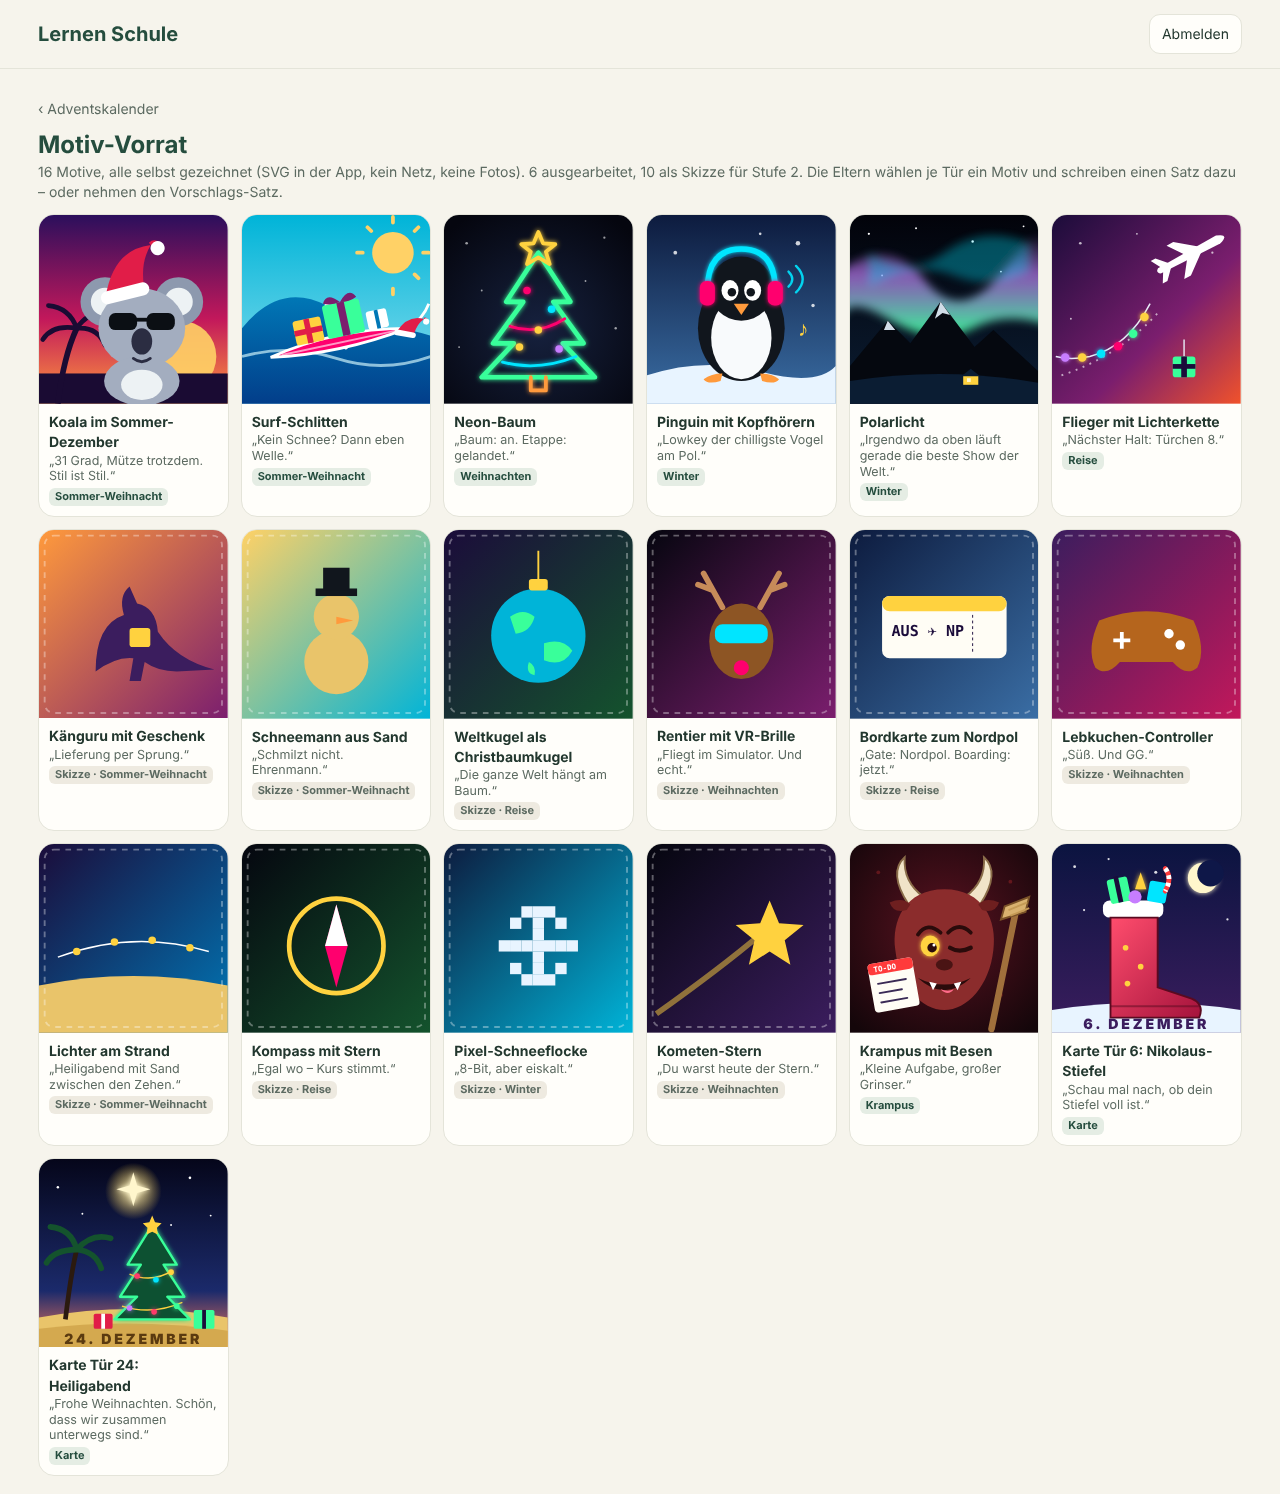 Lernen Schule
Abmelden
‹ Adventskalender
Motiv-Vorrat
16 Motive, alle selbst gezeichnet (SVG in der App, kein Netz, keine Fotos). 6 ausgearbeitet, 10 als Skizze für Stufe 2. Die Eltern wählen je Tür ein Motiv und schreiben einen Satz dazu
– oder nehmen den Vorschlags-Satz.
Koala im Sommer-
Dezember
„31 Grad, Mütze trotzdem.
Stil ist Stil.“
Sommer-Weihnacht
Surf-Schlitten
„Kein Schnee? Dann eben
Welle.“
Sommer-Weihnacht
Neon-Baum
„Baum: an. Etappe:
gelandet.“
Weihnachten
Pinguin mit Kopfhörern
„Lowkey der chilligste Vogel
am Pol.“
Winter
Polarlicht
„Irgendwo da oben läuft
gerade die beste Show der
Welt.“
Winter
Flieger mit Lichterkette
„Nächster Halt: Türchen 8.“
Reise
Känguru mit Geschenk
„Lieferung per Sprung.“
Skizze · Sommer-Weihnacht
Schneemann aus Sand
„Schmilzt nicht.
Ehrenmann.“
Skizze · Sommer-Weihnacht
Weltkugel als
Christbaumkugel
„Die ganze Welt hängt am
Baum.“
Skizze · Reise
Rentier mit VR-Brille
„Fliegt im Simulator. Und
echt.“
Skizze · Weihnachten
AUS ✈ NP
Bordkarte zum Nordpol
„Gate: Nordpol. Boarding:
jetzt.“
Skizze · Reise
Lebkuchen-Controller
„Süß. Und GG.“
Skizze · Weihnachten
Lichter am Strand
„Heiligabend mit Sand
zwischen den Zehen.“
Skizze · Sommer-Weihnacht
Kompass mit Stern
„Egal wo – Kurs stimmt.“
Skizze · Reise
Pixel-Schneeflocke
„8-Bit, aber eiskalt.“
Skizze · Winter
Kometen-Stern
„Du warst heute der Stern.“
Skizze · Weihnachten
TO-DO
Krampus mit Besen
„Kleine Aufgabe, großer
Grinser.“
Krampus
6. DEZEMBER
Karte Tür 6: Nikolaus-
Stiefel
„Schau mal nach, ob dein
Stiefel voll ist.“
Karte
24. DEZEMBER
Karte Tür 24:
Heiligabend
„Frohe Weihnachten. Schön,
dass wir zusammen
unterwegs sind.“
Karte